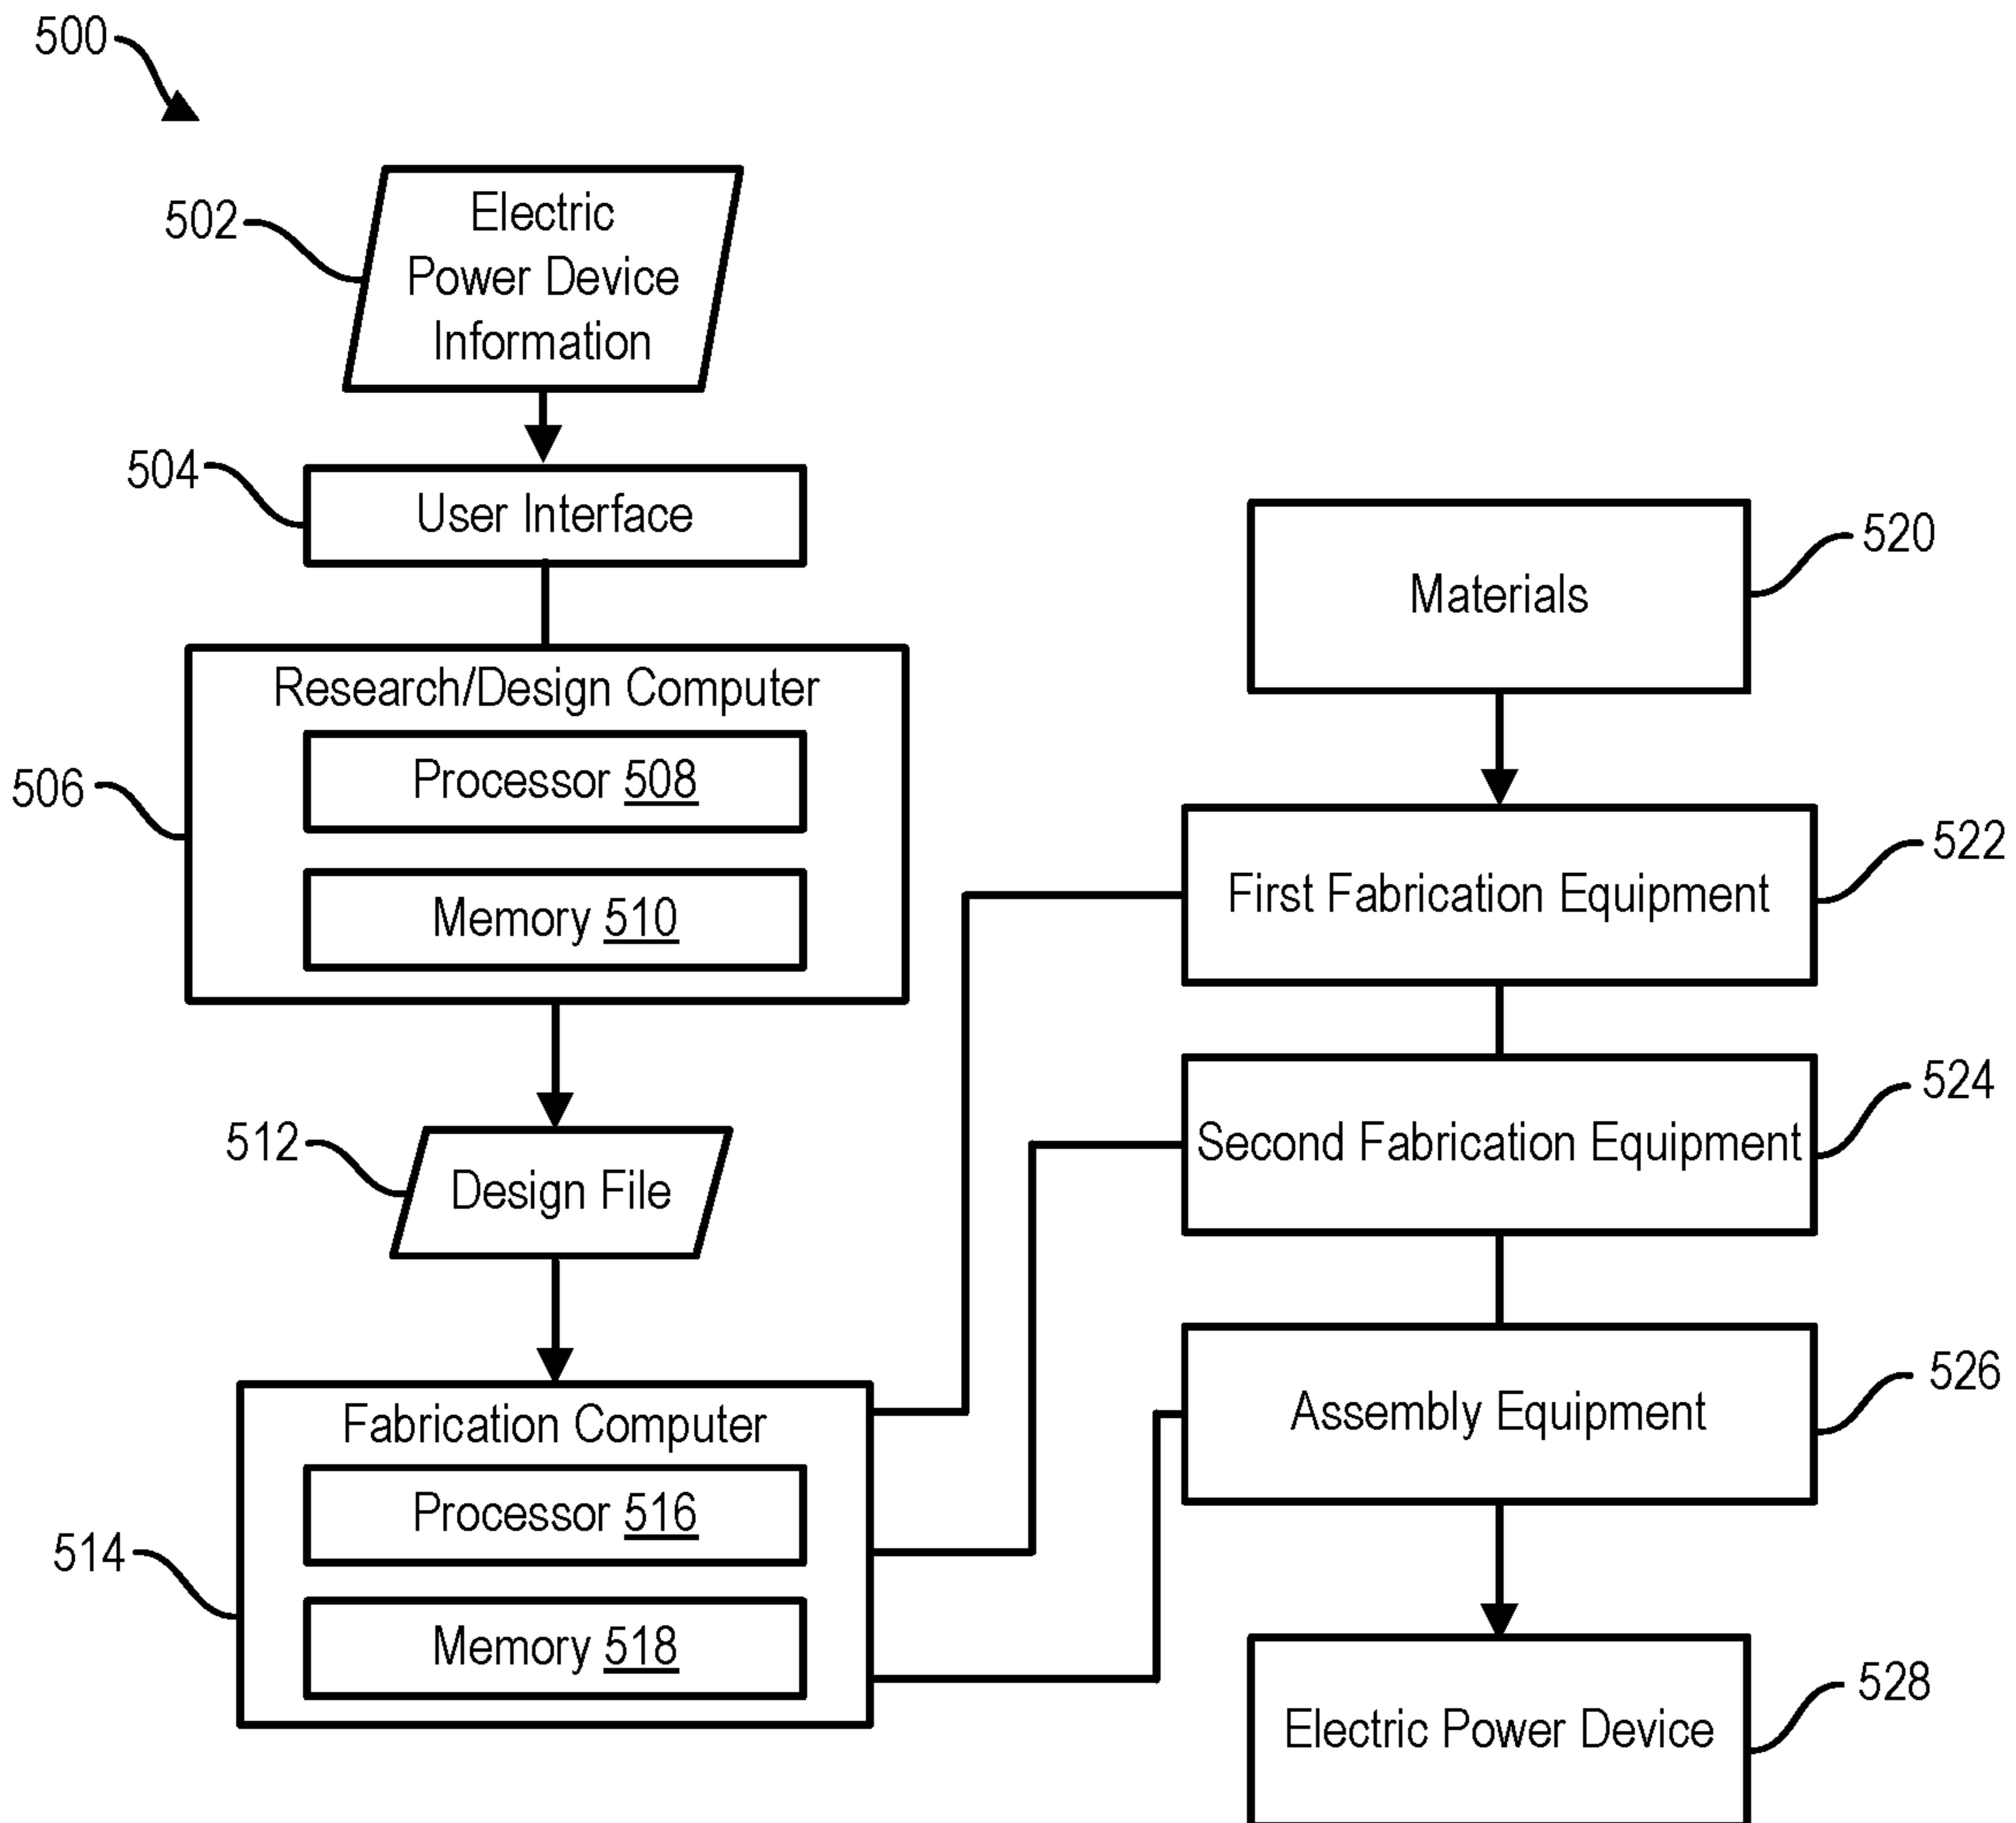 500
502
Electric
Power Device
Information
504
User Interface
506
Research/Design Computer
Processor 508
Memory 510
512
Design File
514
Fabrication Computer
Processor 516
Memory 518
Materials
520
First Fabrication Equipment
522
Second Fabrication Equipment
524
Assembly Equipment
526
Electric Power Device
528